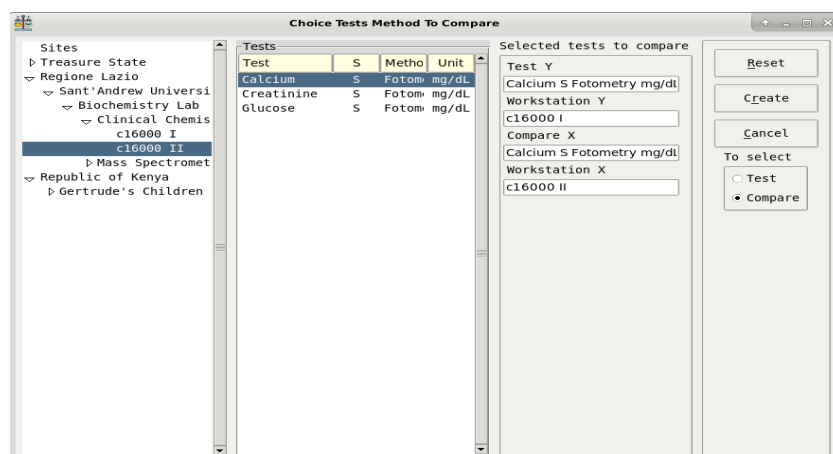 Choice Tests Method To Compare
Sites
Treasure State
Regione Lazio
Sant'Andrew Universi
Biochemistry Lab
Clinical Chemis
c16000 I
c16000 II
Mass Spectromet
Republic of Kenya
Gertrude's Children
Tests
Test S Metho Unit
Calcium S Fotom mg/dL
Creatinine S Fotom mg/dL
Glucose S Fotom mg/dL
Selected tests to compare
Test Y
Calcium S Fotometry mg/dL
Workstation Y
c16000 I
Compare X
Calcium S Fotometry mg/dL
Workstation X
c16000 II
Reset
Create
Cancel
To select
Test
Compare